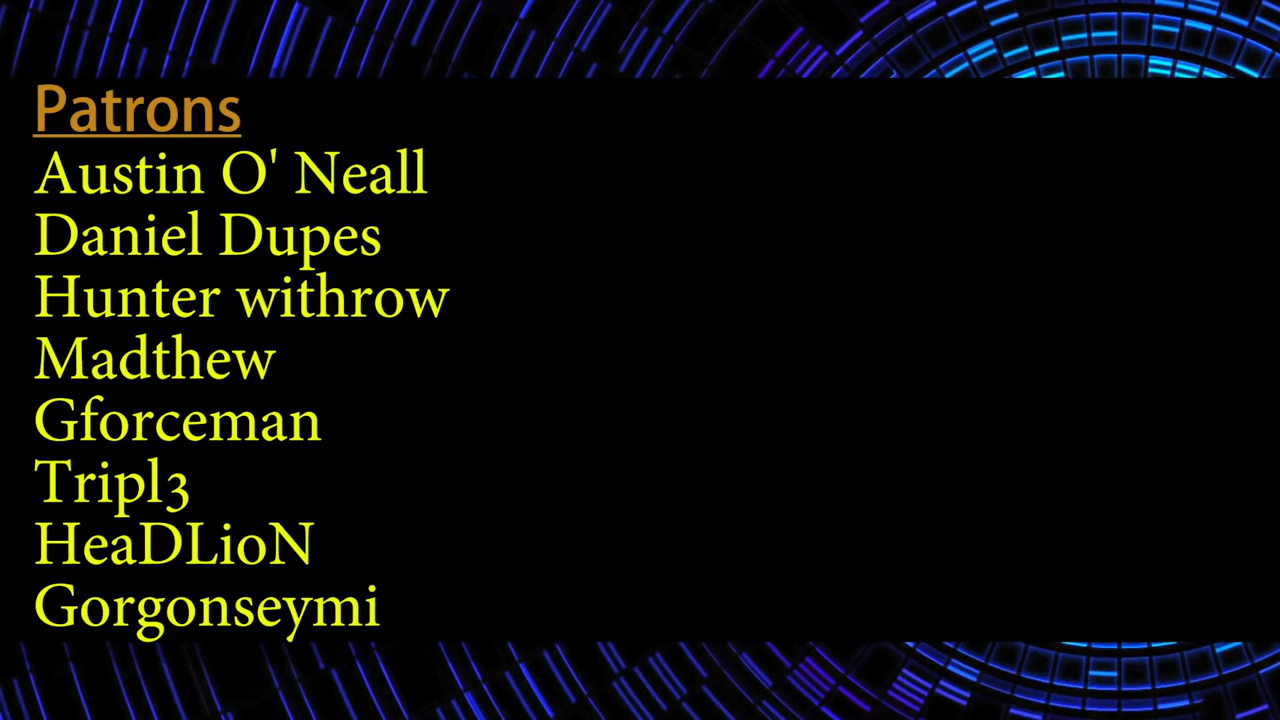 Patrons
Austin O' Neall
Daniel Dupes
Hunter withrow
Madthew
Gforceman
Tripl3
HeaDLioN
Gorgonseymi